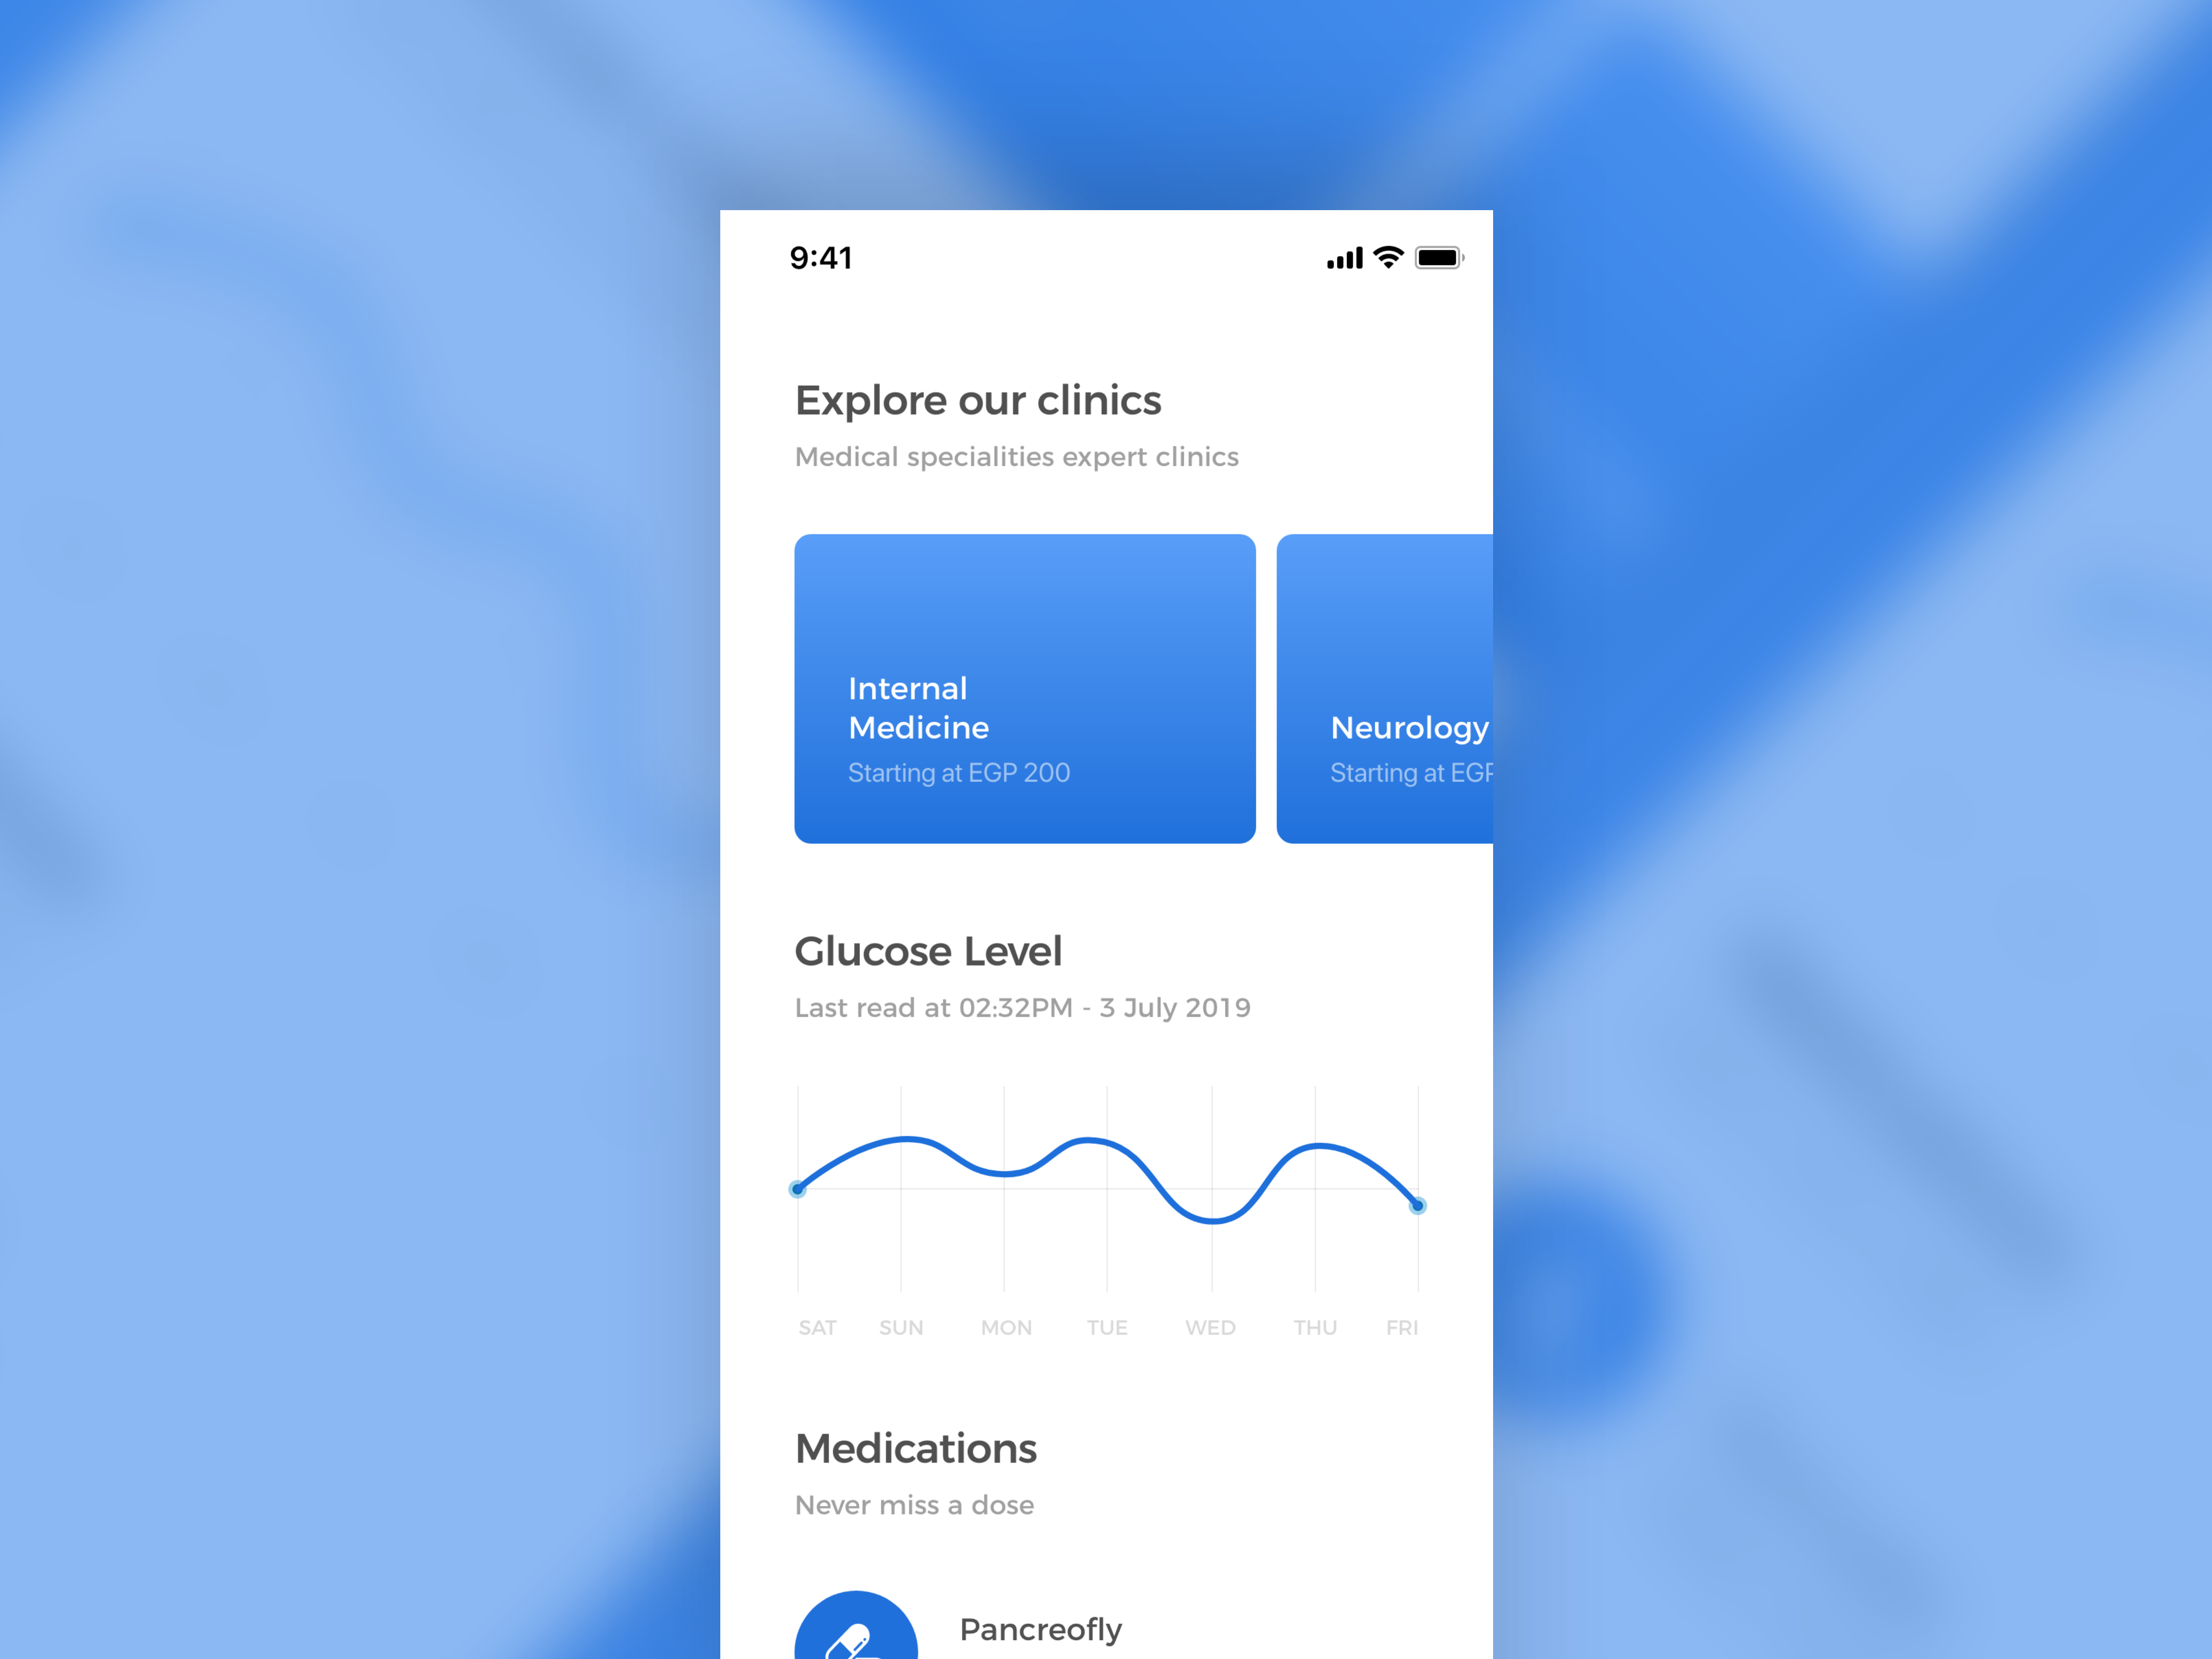 9:41
Explore our clinics
Medical specialities expert clinics
Internal
Medicine
Starting at EGP 200
Neurology
Starting at EGP
Glucose Level
Last read at 02:32PM - 3 July 2019
SAT SUN MON TUE WED THU FRI
Medications
Never miss a dose
Pancreofly